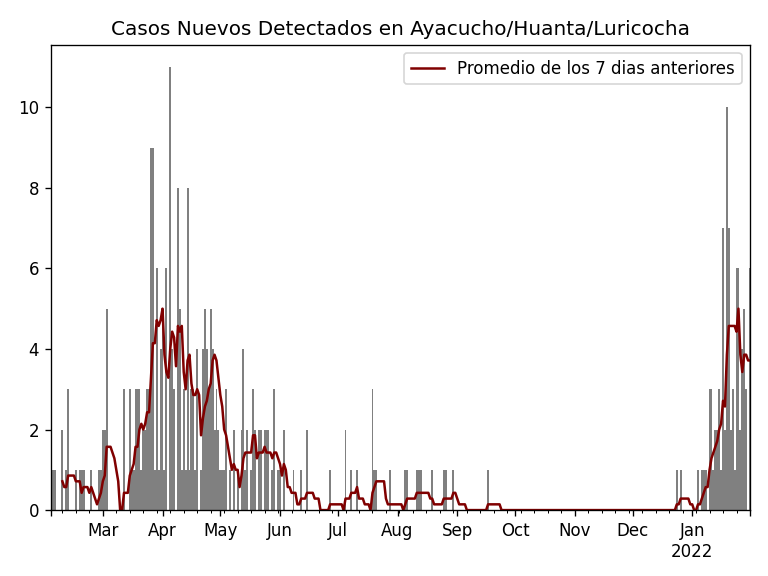 Casos Nuevos Detectados en Ayacucho/Huanta/Luricocha
Promedio de los 7 dias anteriores
10
8
6
4
2
0
Mar Apr May Jun Jul Aug Sep Oct Nov Dec Jan
2022